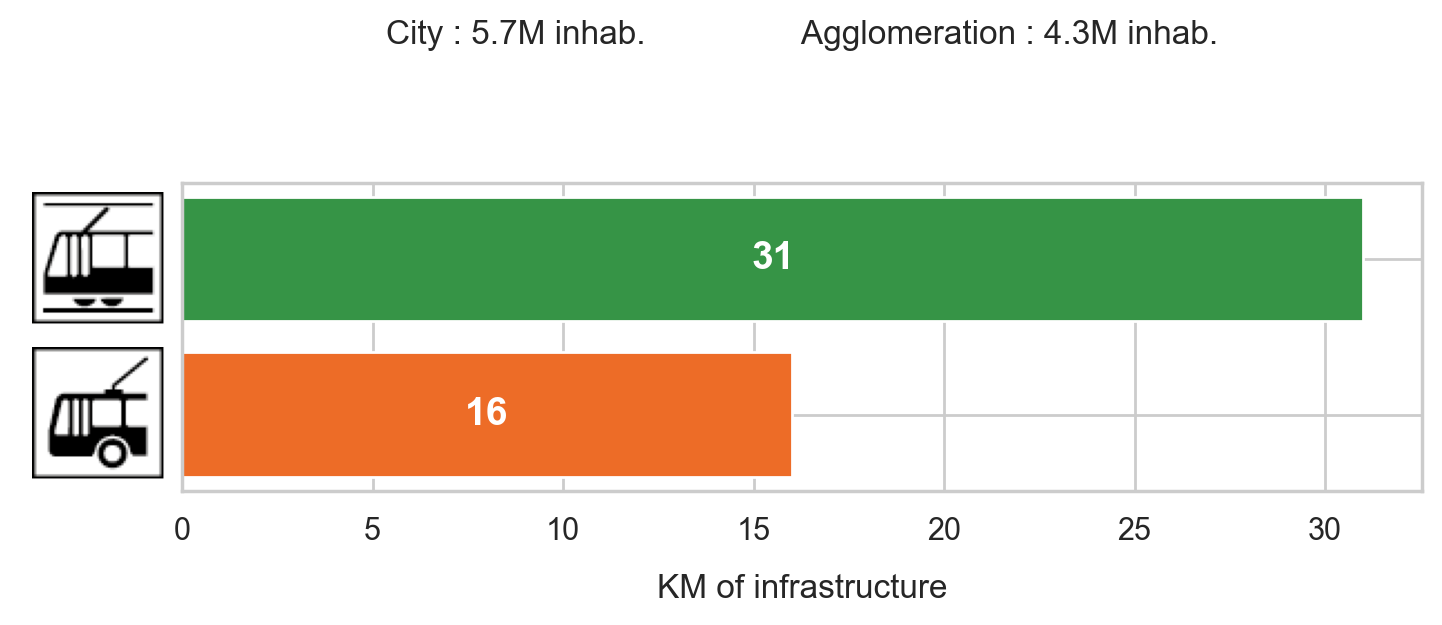 City : 5.7M inhab. Agglomeration : 4.3M inhab.
31
16
0 5 10 15 20 25 30
KM of infrastructure